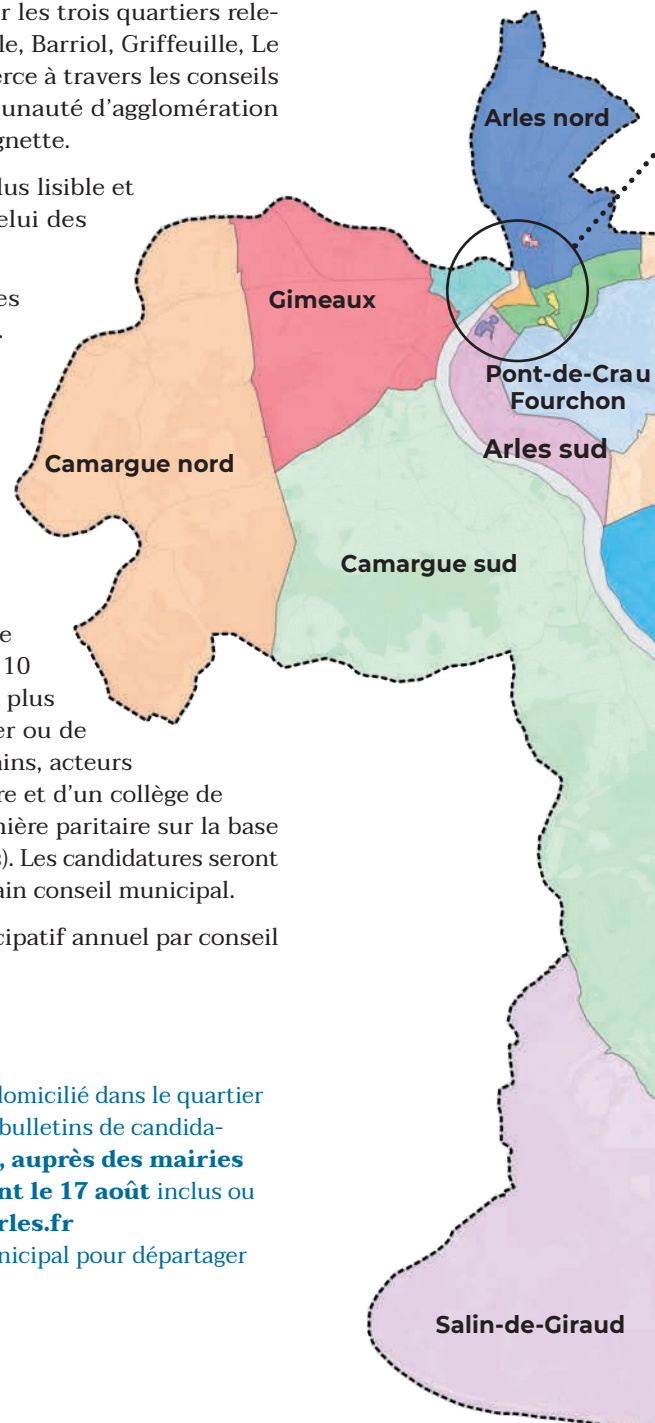 r les trois quartiers rele-
le, Barriol, Griffeuille, Le
erce à travers les conseils
unauté d'agglomération
gnette.
lus lisible et
elui des
es
e
10
plus
er ou de
ins, acteurs
re et d'un collège de
nière paritaire sur la base
). Les candidatures seront
ain conseil municipal.
cipatif annuel par conseil
domicilié dans le quartier
bulletins de candida-
, auprès des mairies
nt le 17 août inclus ou
rles.fr
nicipal pour départager
Arles nord
Gimeaux
Pont-de-Crau
Fourchon
Arles sud
Camargue nord
Camargue sud
Salin-de-Giraud